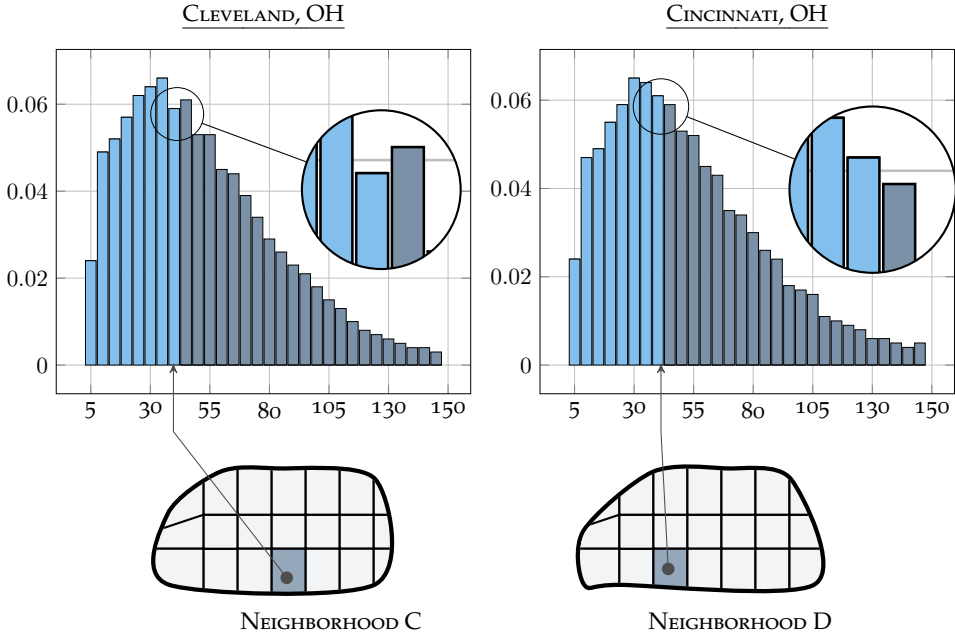 CLEVELAND, OH
0.06
0.04
0.02
0
5 30 55 80 105 130 150
NEIGHBORHOOD C
CINCINNATI, OH
0.06
0.04
0.02
0
5 30 55 80 105 130 150
NEIGHBORHOOD D